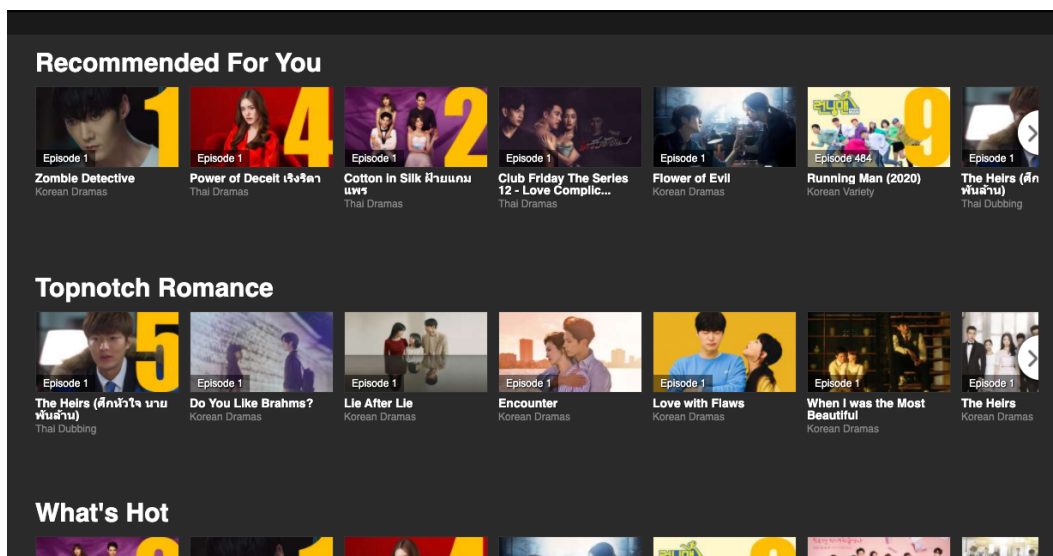 Recommended For You
1
4
2
9
Episode 1
Episode 1
Episode 1
Episode 1
Episode 1
Episode 484
Episode 1
Zombie Detective
Korean Dramas
Power of Deceit เริงริตา
Thai Dramas
Cotton in Silk ฝ้ายแกม
แพร
Thai Dramas
Club Friday The Series
12 - Love Complic...
Thai Dramas
Flower of Evil
Korean Dramas
런닝맨
Running Man (2020)
Korean Variety
The Heirs (ศึก
พันล้าน)
Thai Dubbing
Topnotch Romance
5
Episode 1
Episode 1
Episode 1
Episode 1
Episode 1
Episode 1
Episode 1
The Heirs (ศึกหัวใจ นาย
พันล้าน)
Thai Dubbing
Do You Like Brahms?
Korean Dramas
Lie After Lie
Korean Dramas
Encounter
Korean Dramas
Love with Flaws
Korean Dramas
When I was the Most
Beautiful
Korean Dramas
The Heirs
Korean Dramas
What's Hot